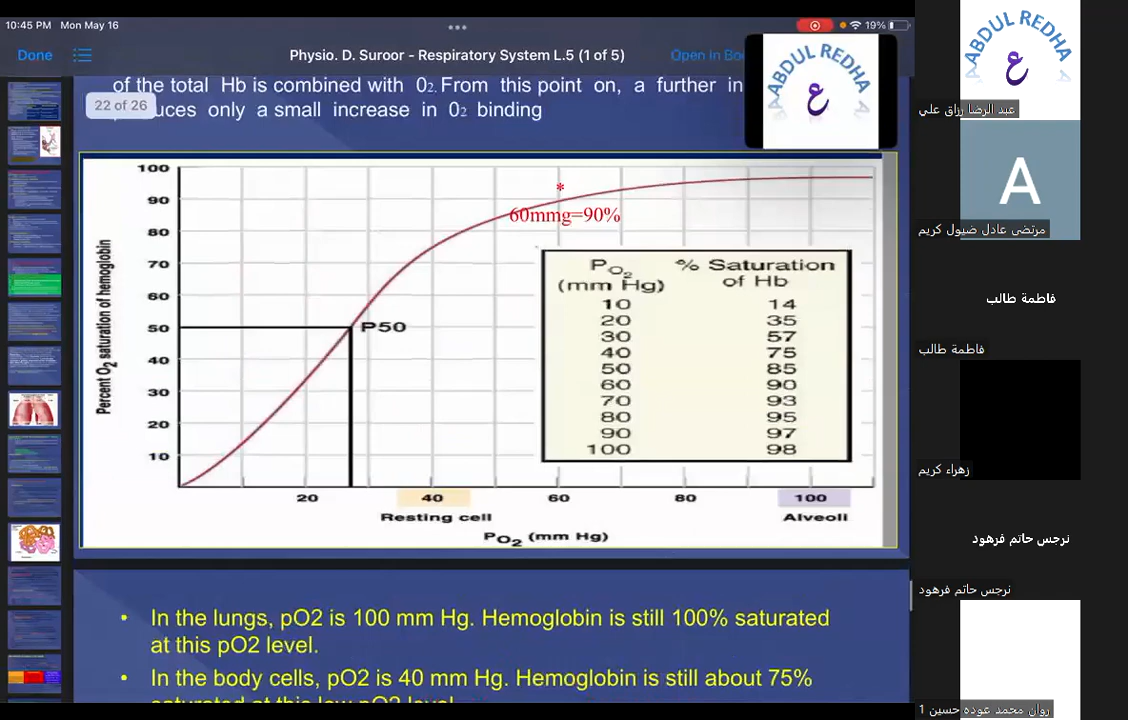 10:45 PM Mon May 16
19%
Done
Physio. D. Suroor - Respiratory System L.5 (1 of 5)
Open in Bo
of the total Hb is combined with 02. From this point on, a further in
22 of 26
uces only a small increase in 02 binding
ABDUL REDHA
ع
Percent O2 saturation of hemoglobin
100
90
80
70
60
50
40
30
20
10
*
60mmg=90%
P50
PO2 (mm Hg) % Saturation of Hb
10 14
20 35
30 57
40 75
50 85
60 90
70 93
80 95
90 97
100 98
20 40 60 80 100
Resting cell Alveoli
PO2 (mm Hg)
• In the lungs, pO2 is 100 mm Hg. Hemoglobin is still 100% saturated
at this pO2 level.
• In the body cells, pO2 is 40 mm Hg. Hemoglobin is still about 75%
saturated at this low pO2 level
ABDUL REDHA
ع
عبد الرضا رزاق علي
A
مرتضى عادل ضيول كريم
فاطمة طالب
فاطمة طالب
زهراء كريم
نرجس حاتم فرهود
نرجس حاتم فرهود
روان محمد عوده حسين 1